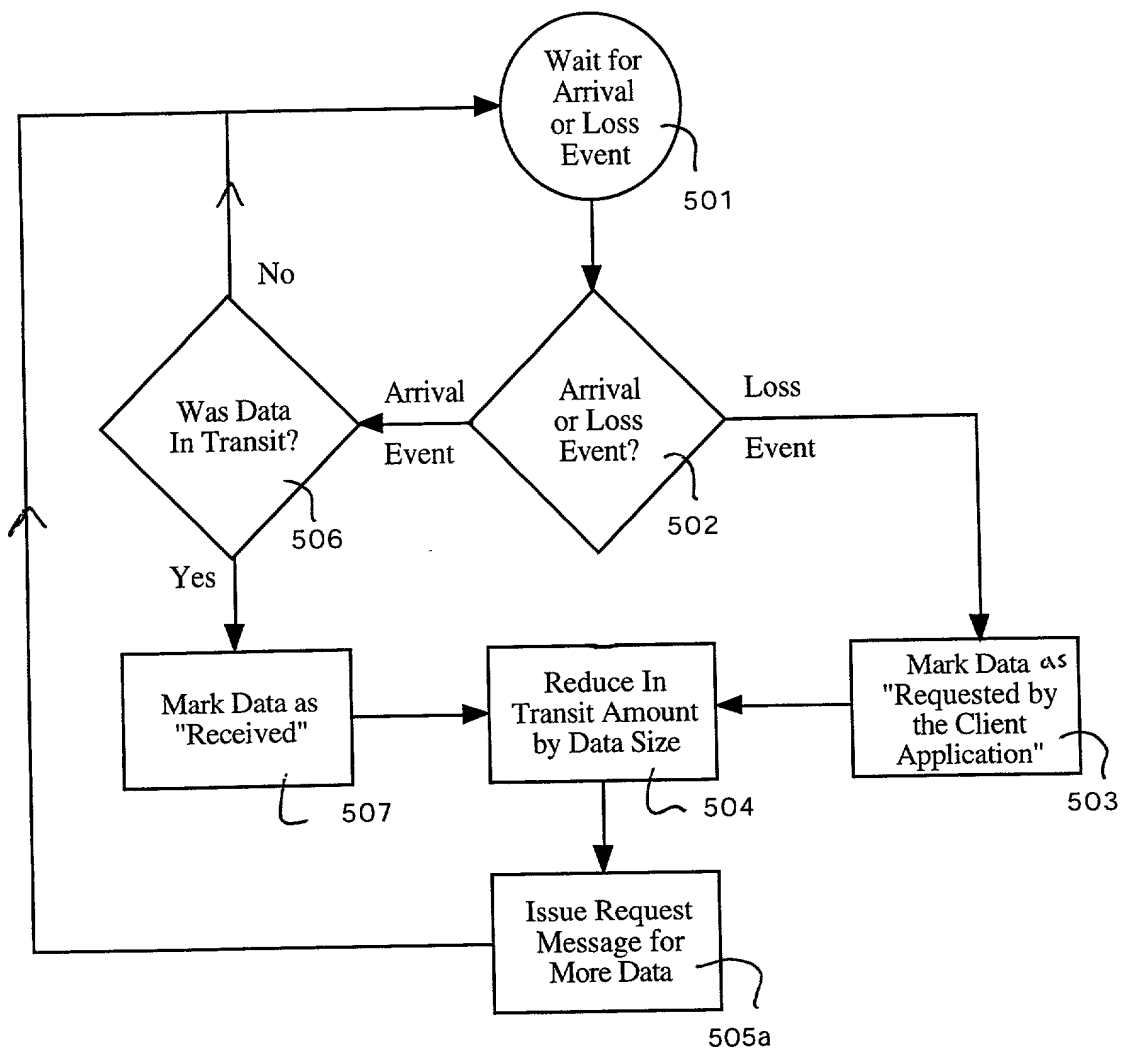 Wait for
Arrival
or Loss
Event
501
No
Was Data
In Transit?
506
Arrival
Event
Arrival
or Loss
Event?
502
Loss
Event
Yes
Mark Data as
"Received"
507
Reduce In
Transit Amount
by Data Size
504
Mark Data as
"Requested by
the Client
Application"
503
Issue Request
Message for
More Data
505a